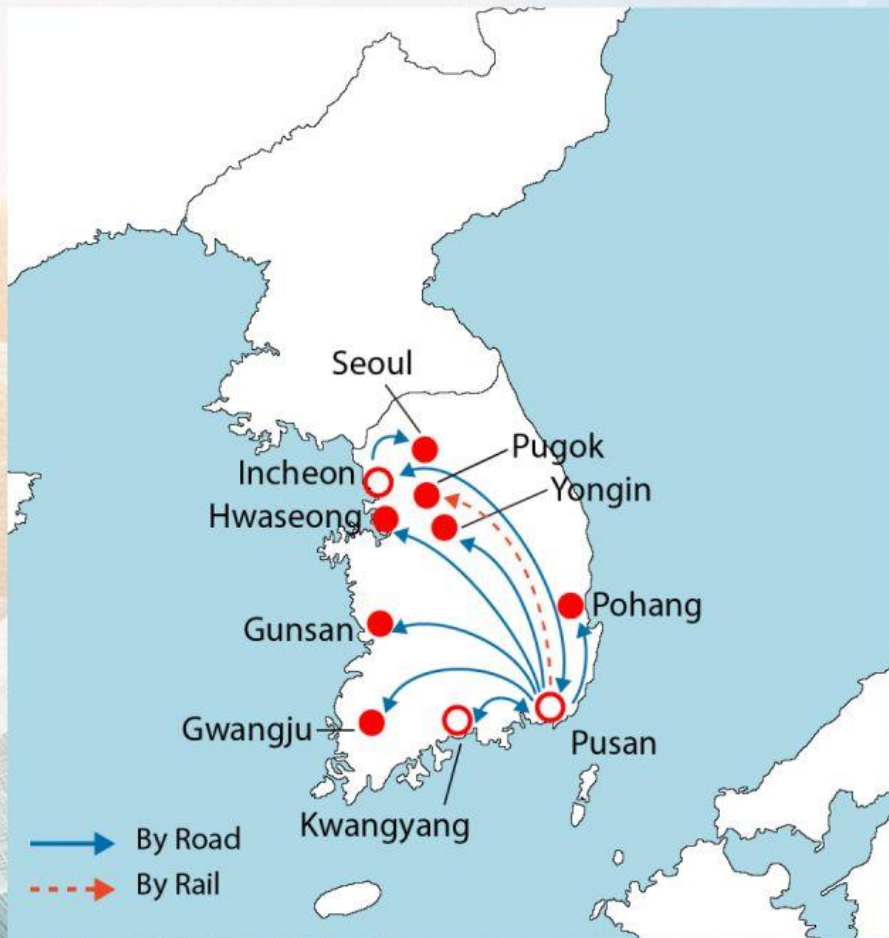 Seoul
Pugok
Incheon
Yongin
Hwaseong
Pohang
Gunsan
Gwangju
Pusan
Kwangyang
By Road
By Rail